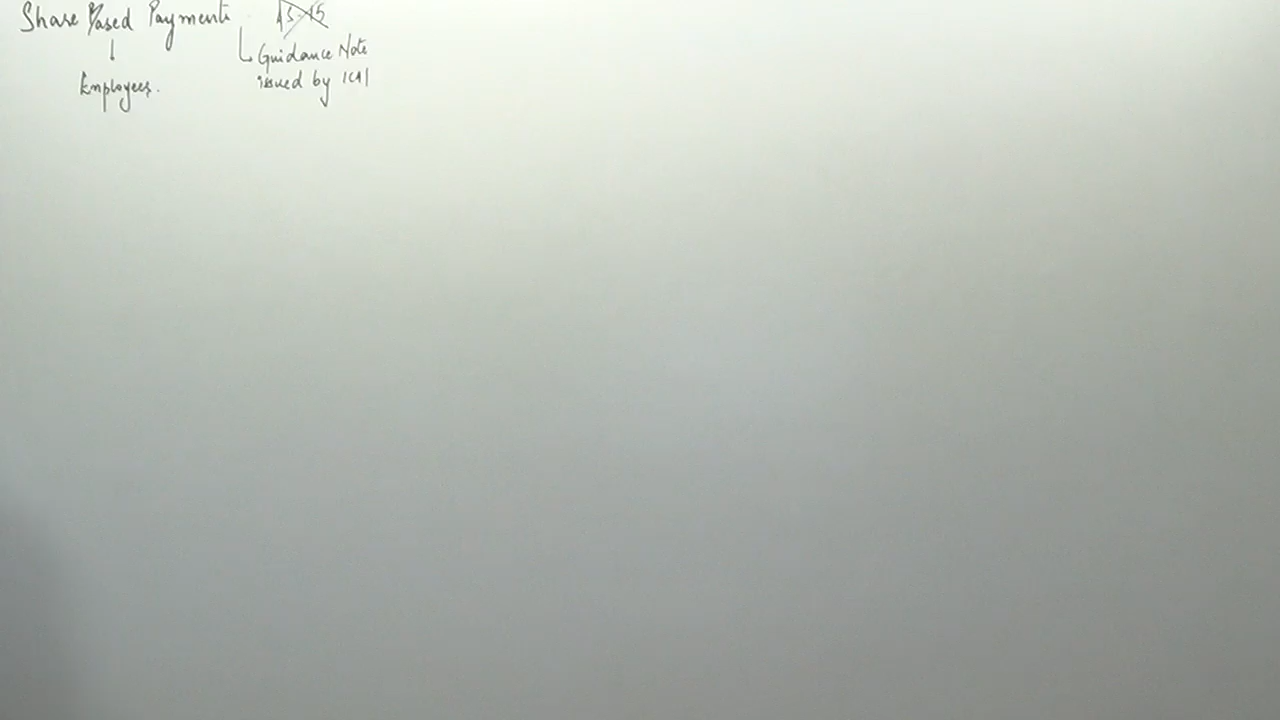 Share Based Payments AS-15
Guidance Note
issued by ICAI
Employees.